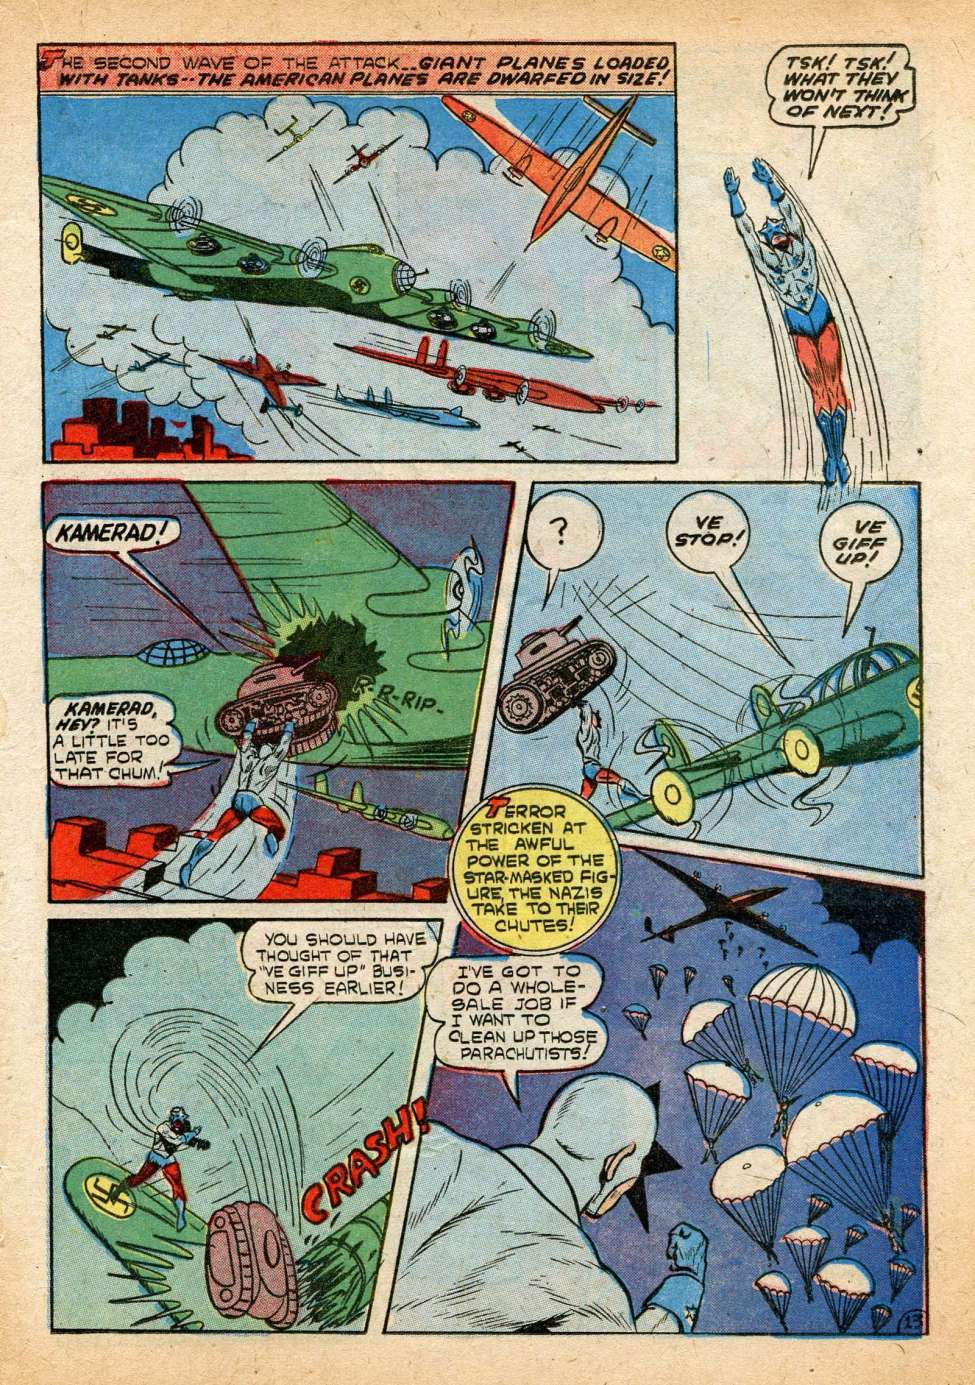 THE SECOND WAVE OF THE ATTACK-- GIANT PLANES LOADED
WITH TANKS -- THE AMERICAN PLANES ARE DWARFED IN SIZE!
TSK! TSK!
WHAT THEY
WON'T THINK
OF NEXT!
KAMERAD!
R-RIP-
KAMERAD,
HEY? IT'S
A LITTLE TOO
LATE FOR
THAT CHUM!
?
VE
STOP!
VE
GIFF
UP!
TERROR
STRICKEN AT
THE AWFUL
POWER OF THE
STAR-MASKED FIG-
URE, THE NAZIS
TAKE TO THEIR
CHUTES!
YOU SHOULD HAVE
THOUGHT OF THAT
"VE GIFF UP" BUSI-
NESS EARLIER!
CRASH!
I'VE GOT TO
DO A WHOLE-
SALE JOB IF
I WANT TO
CLEAN UP THOSE
PARACHUTISTS!
13